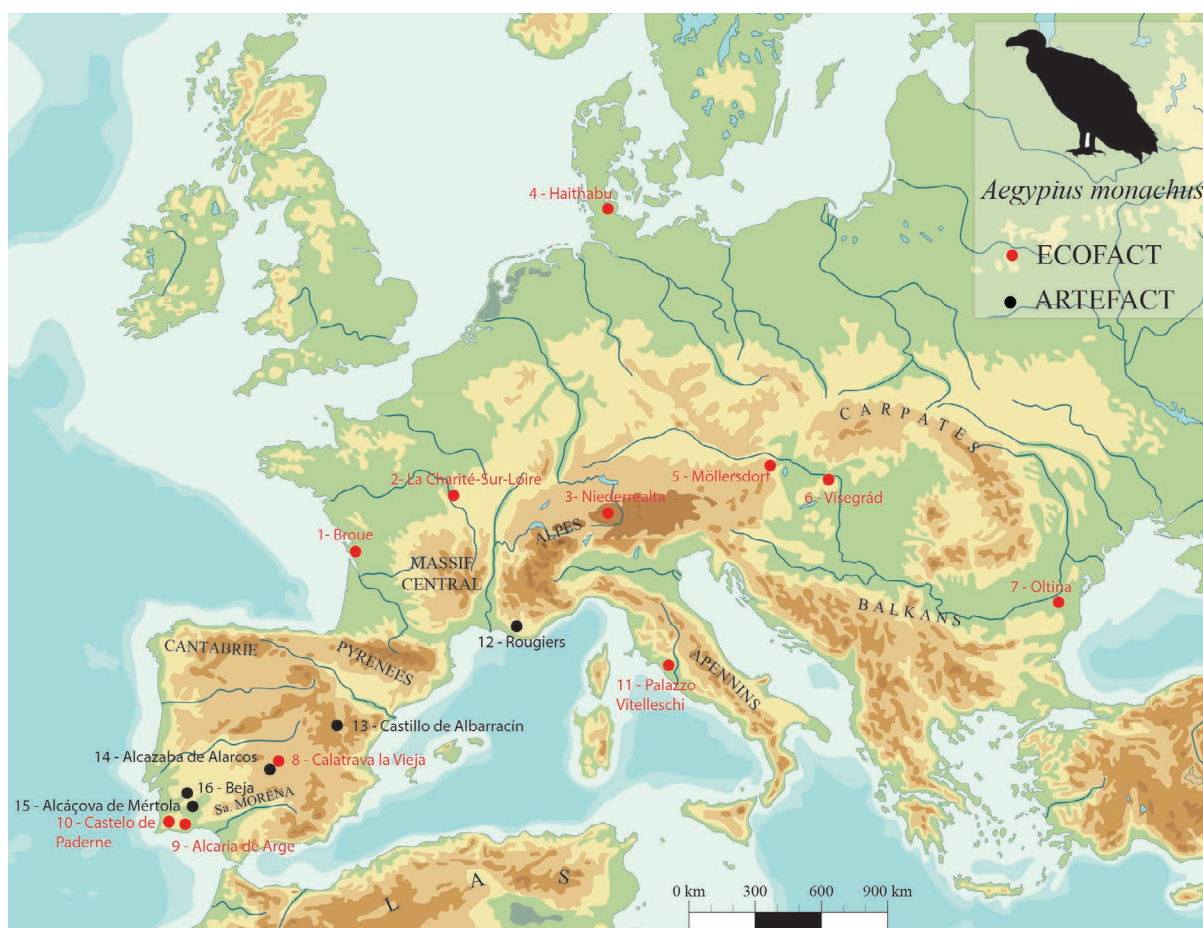 Aegypius monachus
ECOFACT
ARTEFACT
4 - Haithabu
CARPATES
2- La Charité-Sur-Loire
5 - Möllersdorf
3- Niederrealta
6 - Visegrád
1- Broue
ALPES
MASSIF
CENTRAL
7 - Oltina
BALKANS
12 - Rougiers
CANTABRIE
PYRENEES
APENNINS
11 - Palazzo
Vitelleschi
13 - Castillo de Albarracín
14 - Alcazaba de Alarcos
8 - Calatrava la Vieja
16 - Beja
Sa. MORENA
15 - Alcáçova de Mértola
10 - Castelo de
Paderne
9 - Alcaria de Arge
L A S
0 km 300 600 900 km